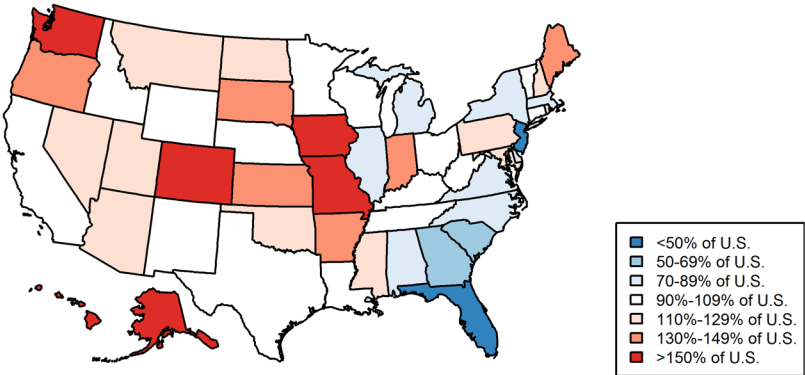 <50% of U.S.
50-69% of U.S.
70-89% of U.S.
90%-109% of U.S.
110%-129% of U.S.
130%-149% of U.S.
>150% of U.S.